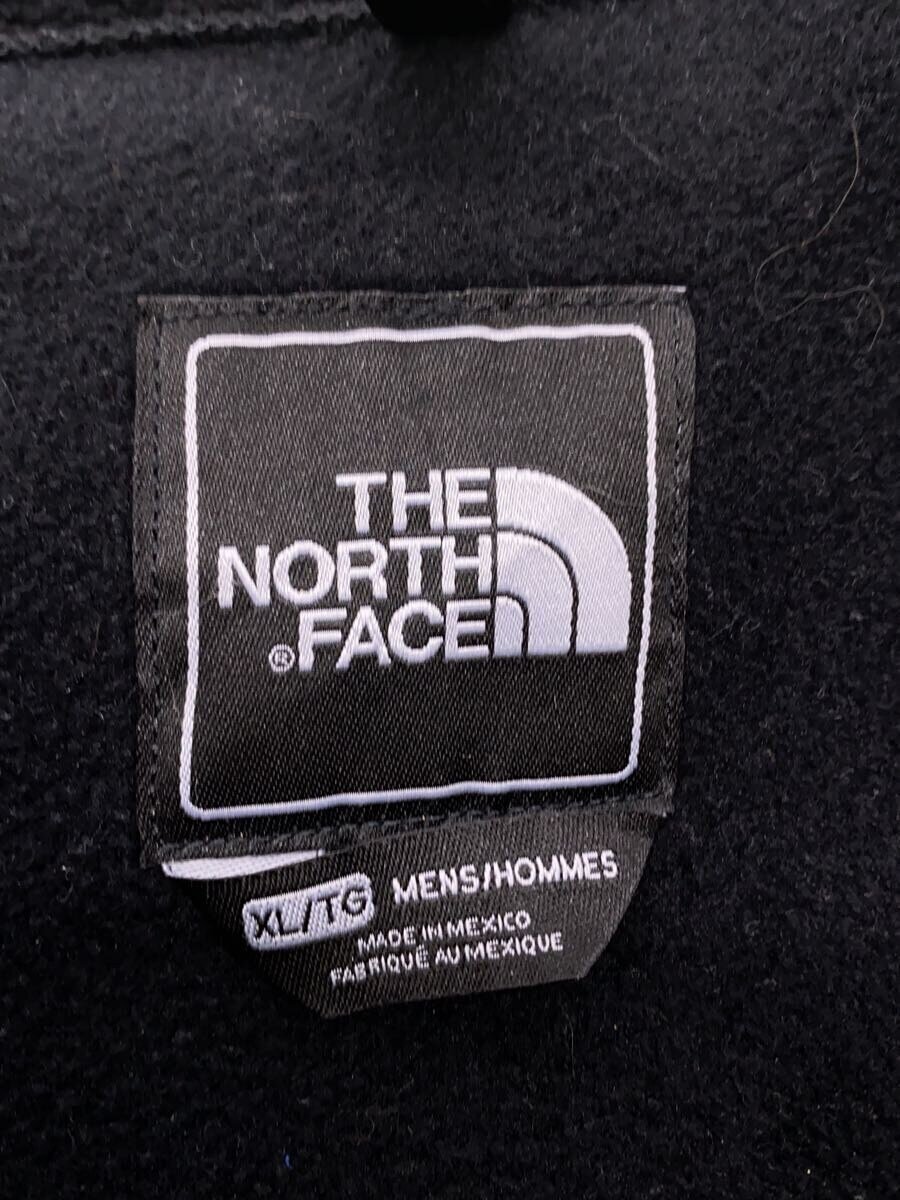 THE
NORTH
® FACE
XL/TG MENS/HOMMES
MADE IN MEXICO
FABRIQUÉ AU MEXIQUE